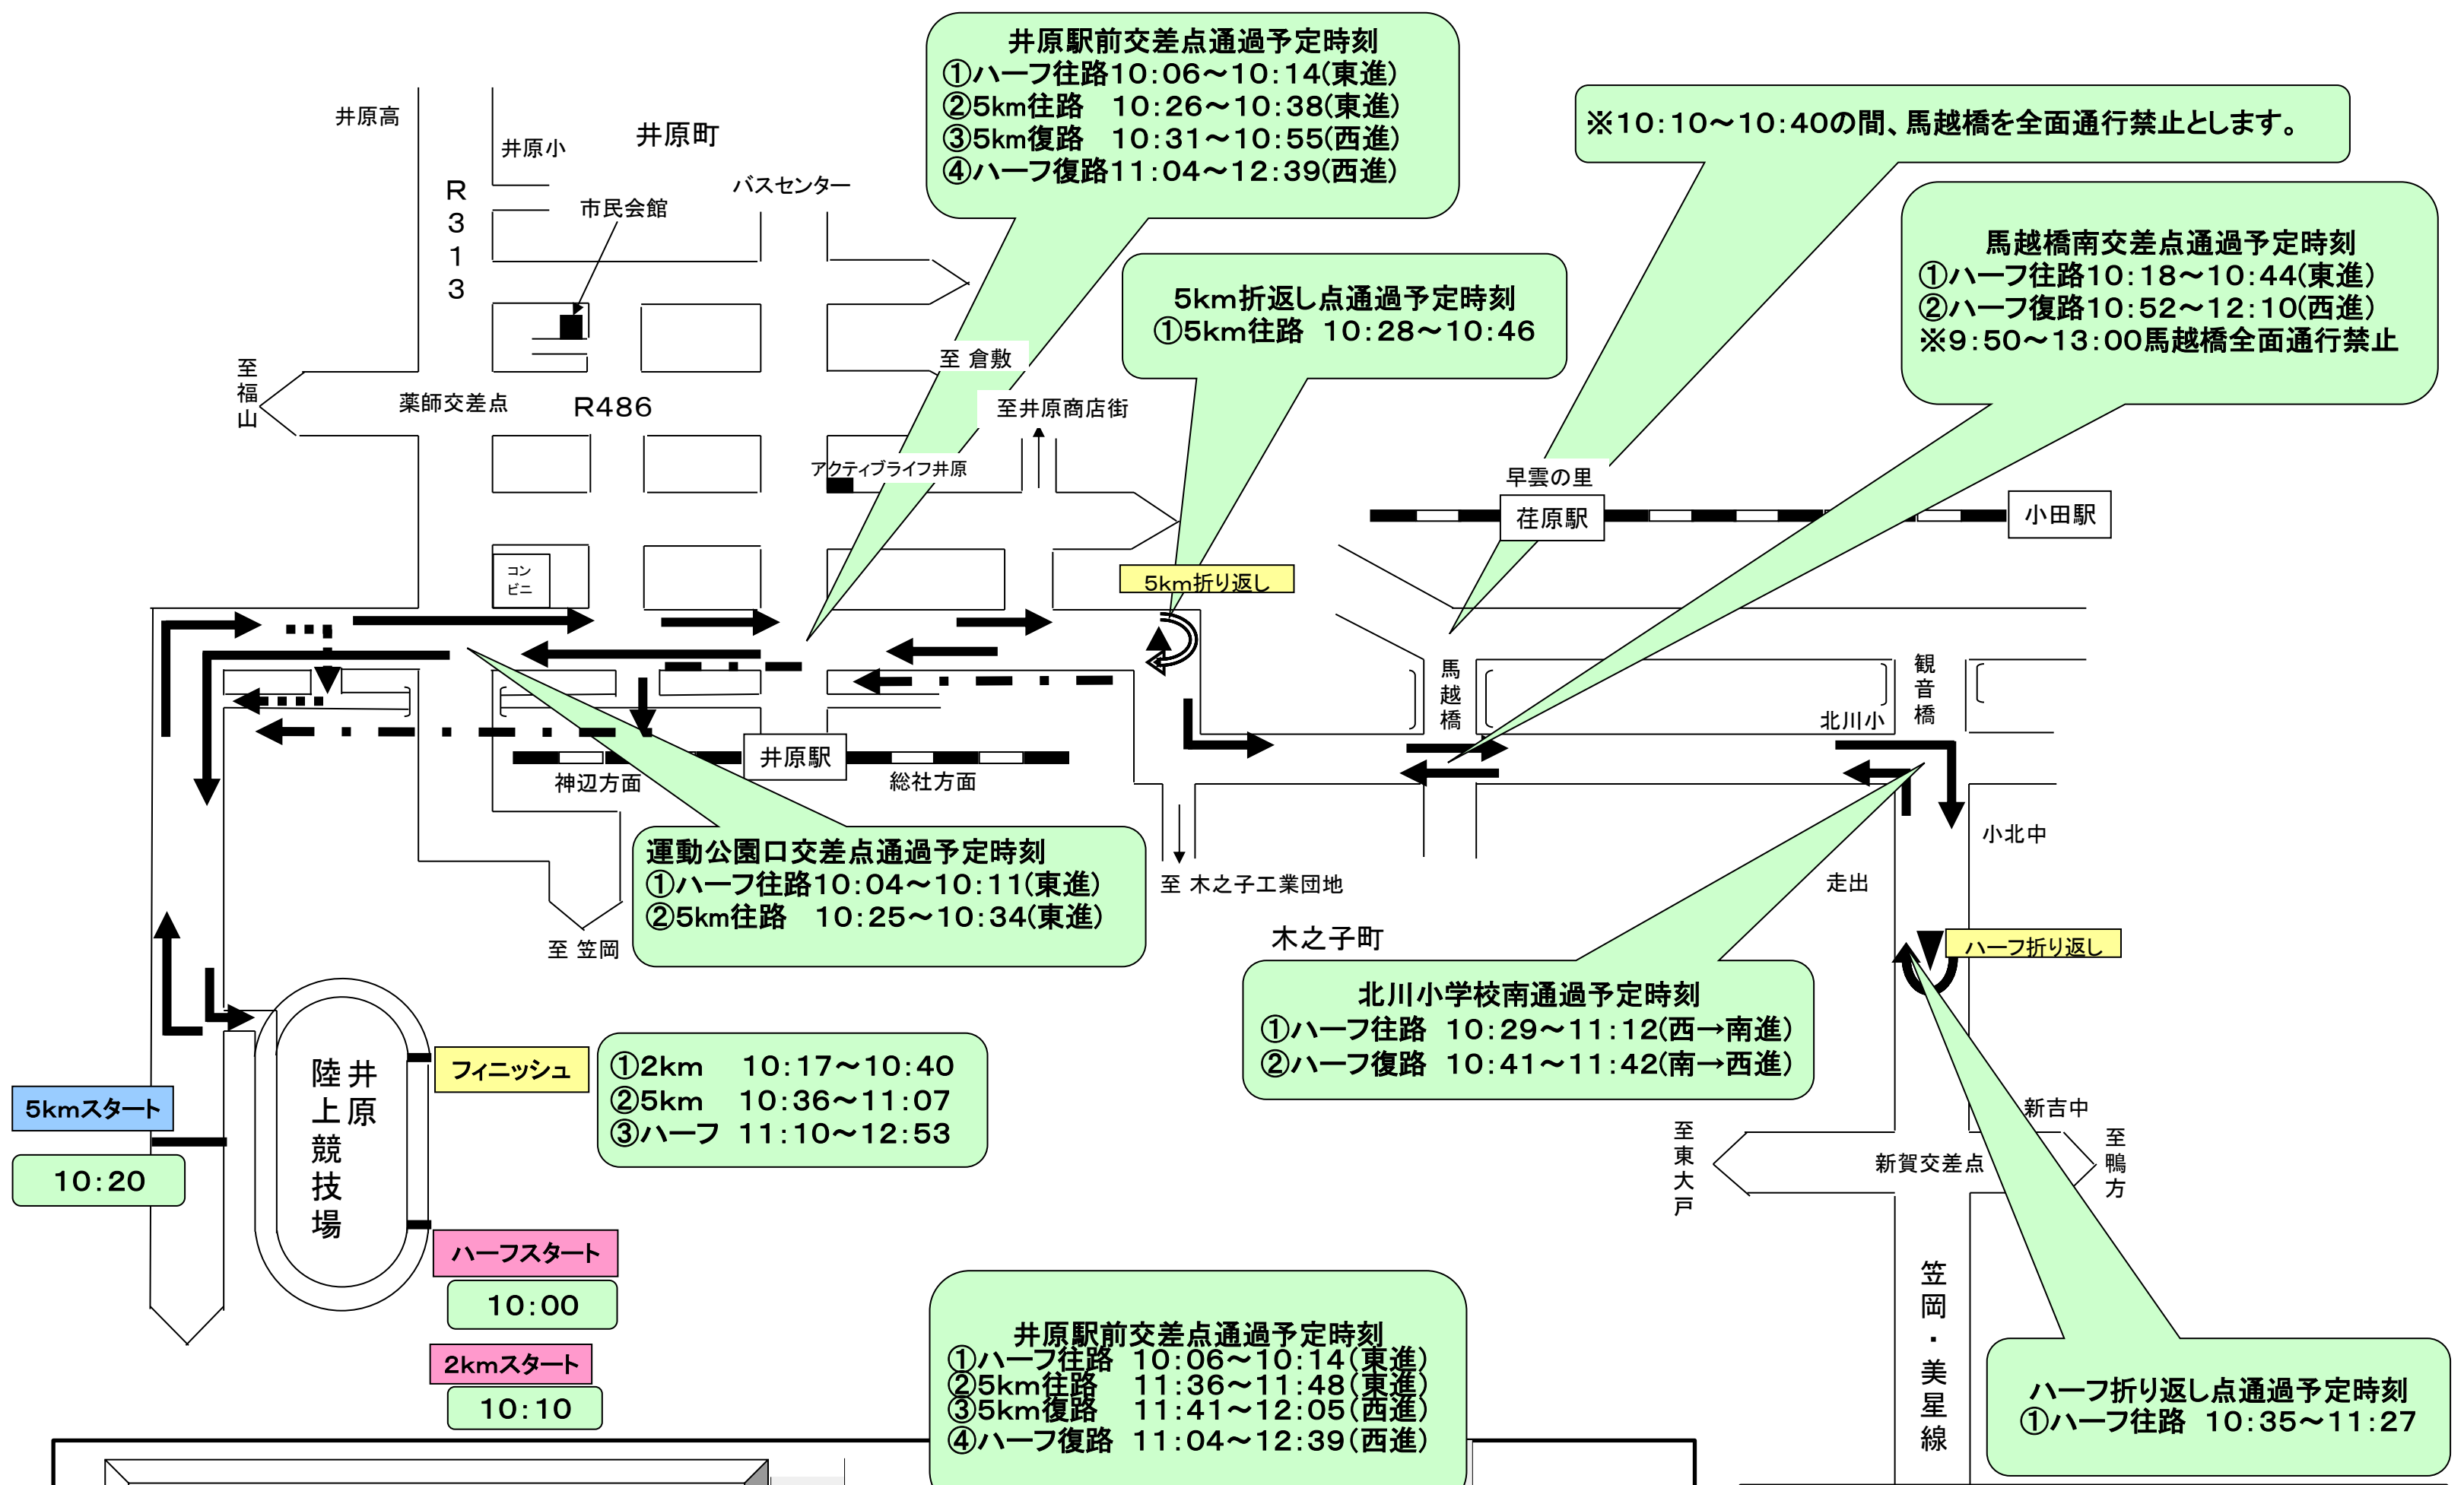 井原駅前交差点通過予定時刻
①ハーフ往路10:06～10:14(東進)
②5km往路　10:26～10:38(東進)
③5km復路　10:31～10:55(西進)
④ハーフ復路11:04～12:39(西進)
※10:10～10:40の間、馬越橋を全面通行禁止とします。
井原高
井原小
井原町
R313
市民会館
バスセンター
馬越橋南交差点通過予定時刻
①ハーフ往路10:18～10:44(東進)
②ハーフ復路10:52～12:10(西進)
※9:50～13:00馬越橋全面通行禁止
5km折返し点通過予定時刻
①5km往路　10:28～10:46
至 倉敷
至福山
薬師交差点
R486
至井原商店街
アクティブライフ井原
早雲の里
荏原駅
小田駅
コン
ビニ
5km折り返し
馬越橋
観音橋
北川小
井原駅
神辺方面
総社方面
小北中
運動公園口交差点通過予定時刻
①ハーフ往路10:04～10:11(東進)
②5km往路　10:25～10:34(東進)
至 木之子工業団地
走出
至 笠岡
木之子町
ハーフ折り返し
北川小学校南通過予定時刻
①ハーフ往路　10:29～11:12(西→南進)
②ハーフ復路　10:41～11:42(南→西進)
井原
陸上競技場
フィニッシュ
①2km　10:17～10:40
②5km　10:36～11:07
③ハーフ　11:10～12:53
5kmスタート
10:20
新吉中
至東大戸
新賀交差点
至鴨方
ハーフスタート
10:00
笠岡・美星線
2kmスタート
10:10
井原駅前交差点通過予定時刻
①ハーフ往路　10:06～10:14(東進)
②5km往路　11:36～11:48(東進)
③5km復路　11:41～12:05(西進)
④ハーフ復路　11:04～12:39(西進)
ハーフ折り返し点通過予定時刻
①ハーフ往路　10:35～11:27